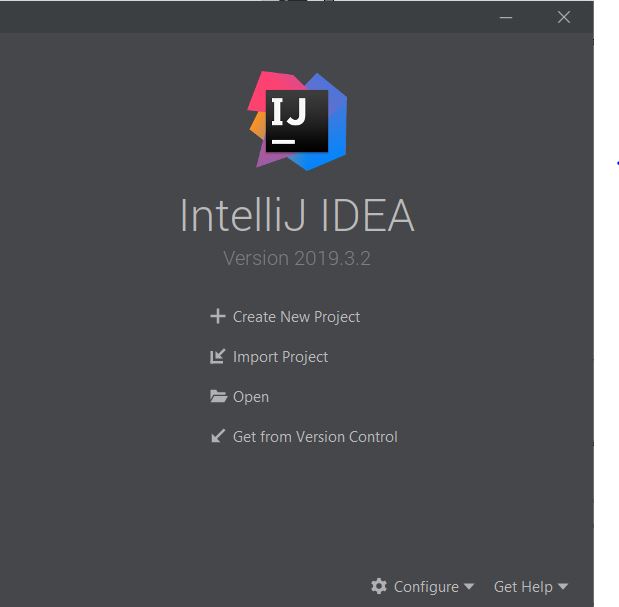 IJ
IntelliJ IDEA
Version 2019.3.2
Create New Project
Import Project
Open
Get from Version Control
Configure Get Help